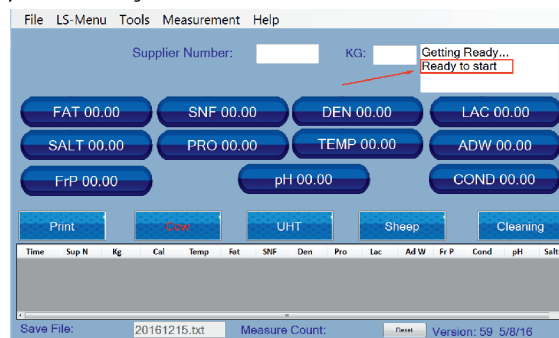 File LS-Menu Tools Measurement Help
Supplier Number: KG: Getting Ready...
Ready to start
FAT 00.00 SNF 00.00 DEN 00.00 LAC 00.00
SALT 00.00 PRO 00.00 TEMP 00.00 ADW 00.00
FrP 00.00 pH 00.00 COND 00.00
Print Cow UHT Sheep Cleaning
Time Sup N Kg Cal Temp Fat SNF Den Pro Lac Ad W Fr P Cond pH Salt
Save File: 20161215.txt Measure Count: Reset Version: 59 5/8/16